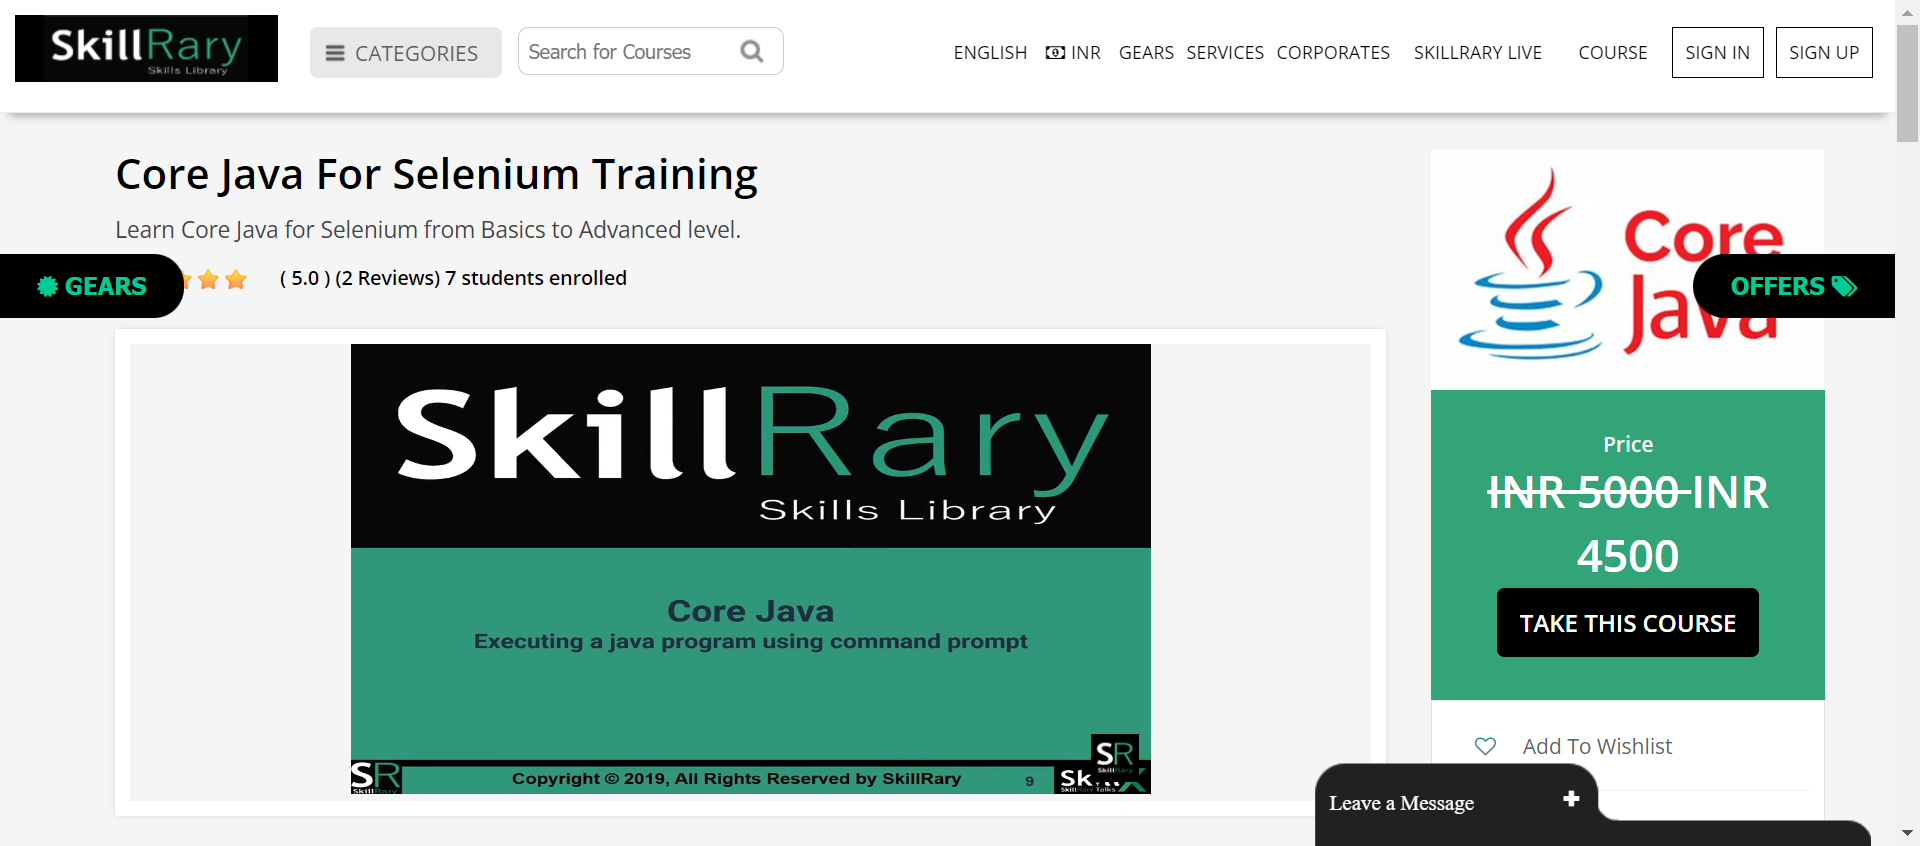 SkillRary
Skills Library
CATEGORIES
Search for Courses
ENGLISH
INR
GEARS
SERVICES
CORPORATES
SKILLRARY LIVE
COURSE
SIGN IN
SIGN UP
Core Java For Selenium Training
Learn Core Java for Selenium from Basics to Advanced level.
GEARS
( 5.0 ) (2 Reviews) 7 students enrolled
SkillRary
Skills Library
Core Java
Executing a java program using command prompt
SR
SkillRary
Copyright © 2019, All Rights Reserved by SkillRary
9
SR
SkillRary
Core
Java
OFFERS
Price
INR 5000 INR
4500
TAKE THIS COURSE
Add To Wishlist
Leave a Message